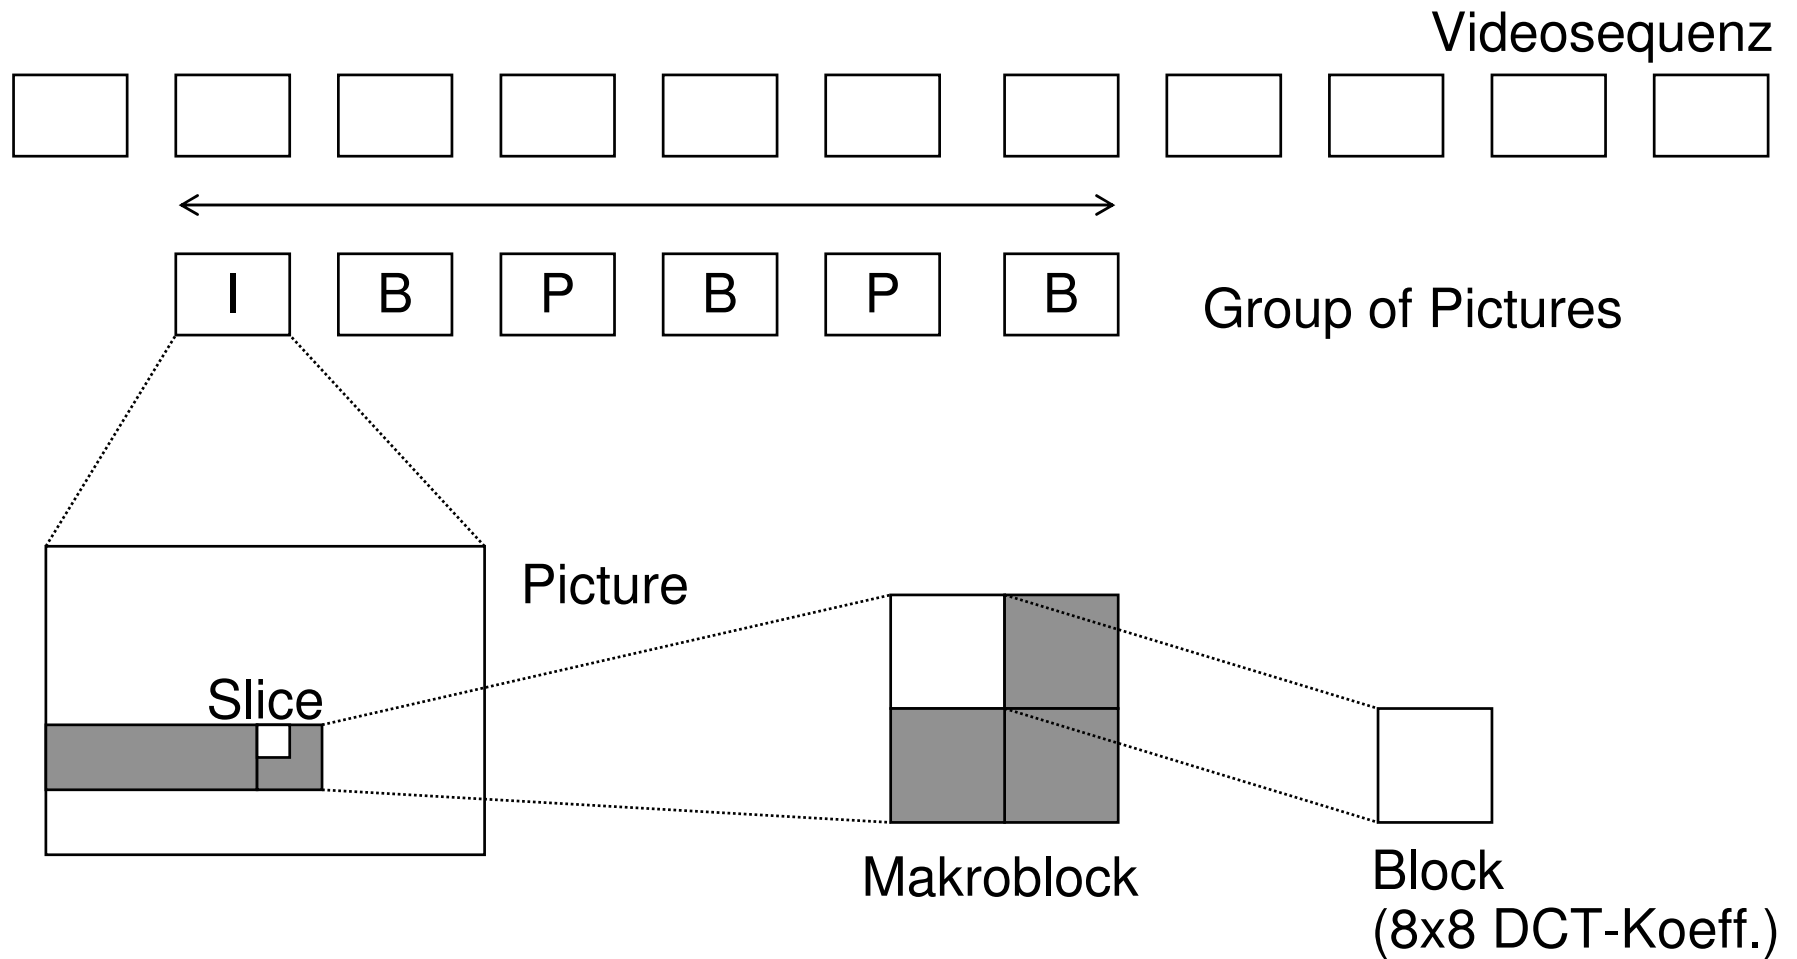 Videosequenz
I B P B P B
Group of Pictures
Picture
Slice
Makroblock
Block
(8x8 DCT-Koeff.)